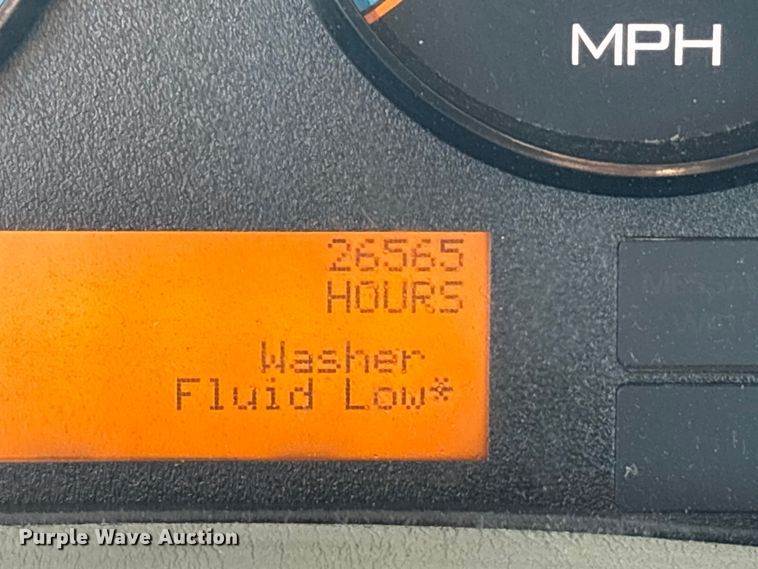 MPH
26565
HOURS
Washer
Fluid Low*
Purple Wave Auction